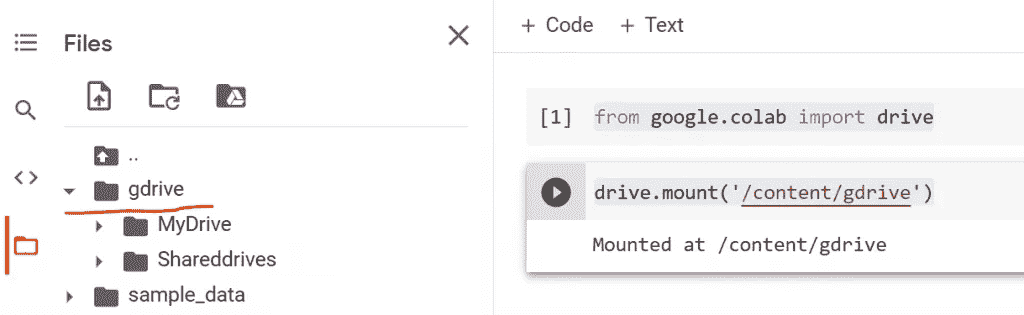 Files
..
gdrive
MyDrive
Shareddrives
sample_data
+ Code + Text
[1] from google.colab import drive
drive.mount('/content/gdrive')
Mounted at /content/gdrive